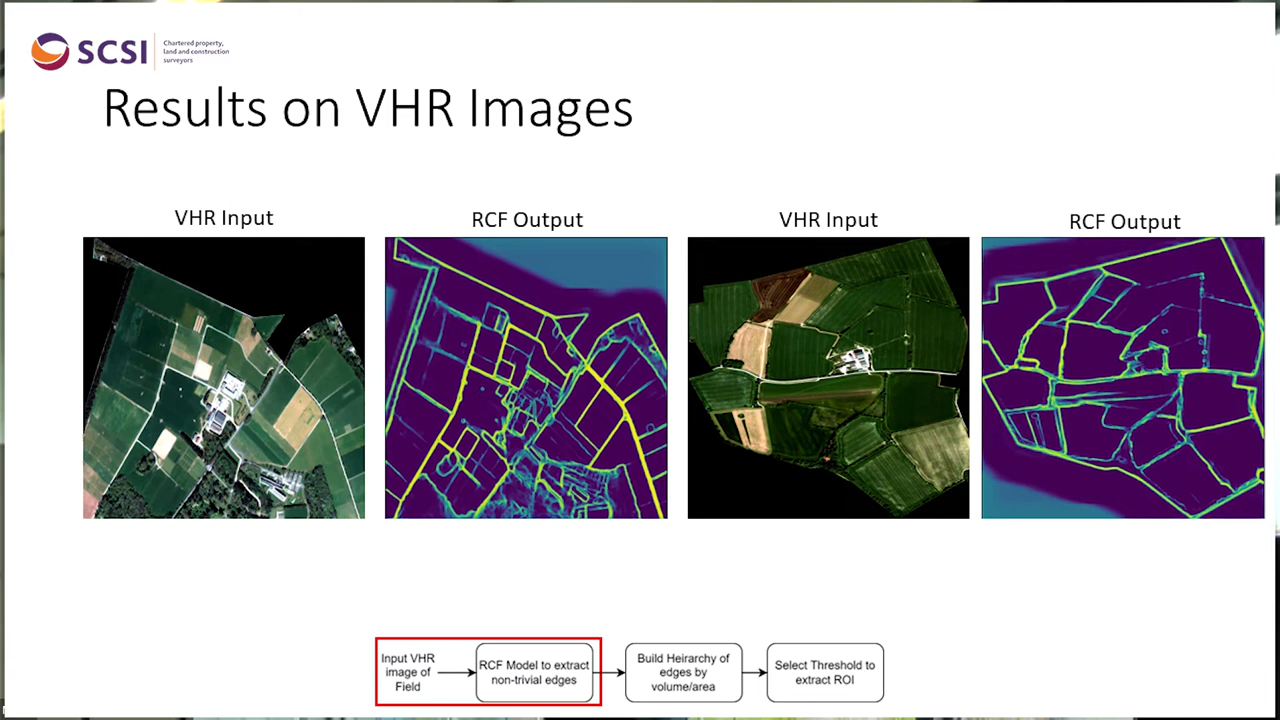 SCSI
Chartered property,
land and construction
surveyors
Results on VHR Images
VHR Input
RCF Output
VHR Input
RCF Output
Input VHR
image of
Field
RCF Model to extract
non-trivial edges
Build Heirarchy of
edges by
volume/area
Select Threshold to
extract ROI